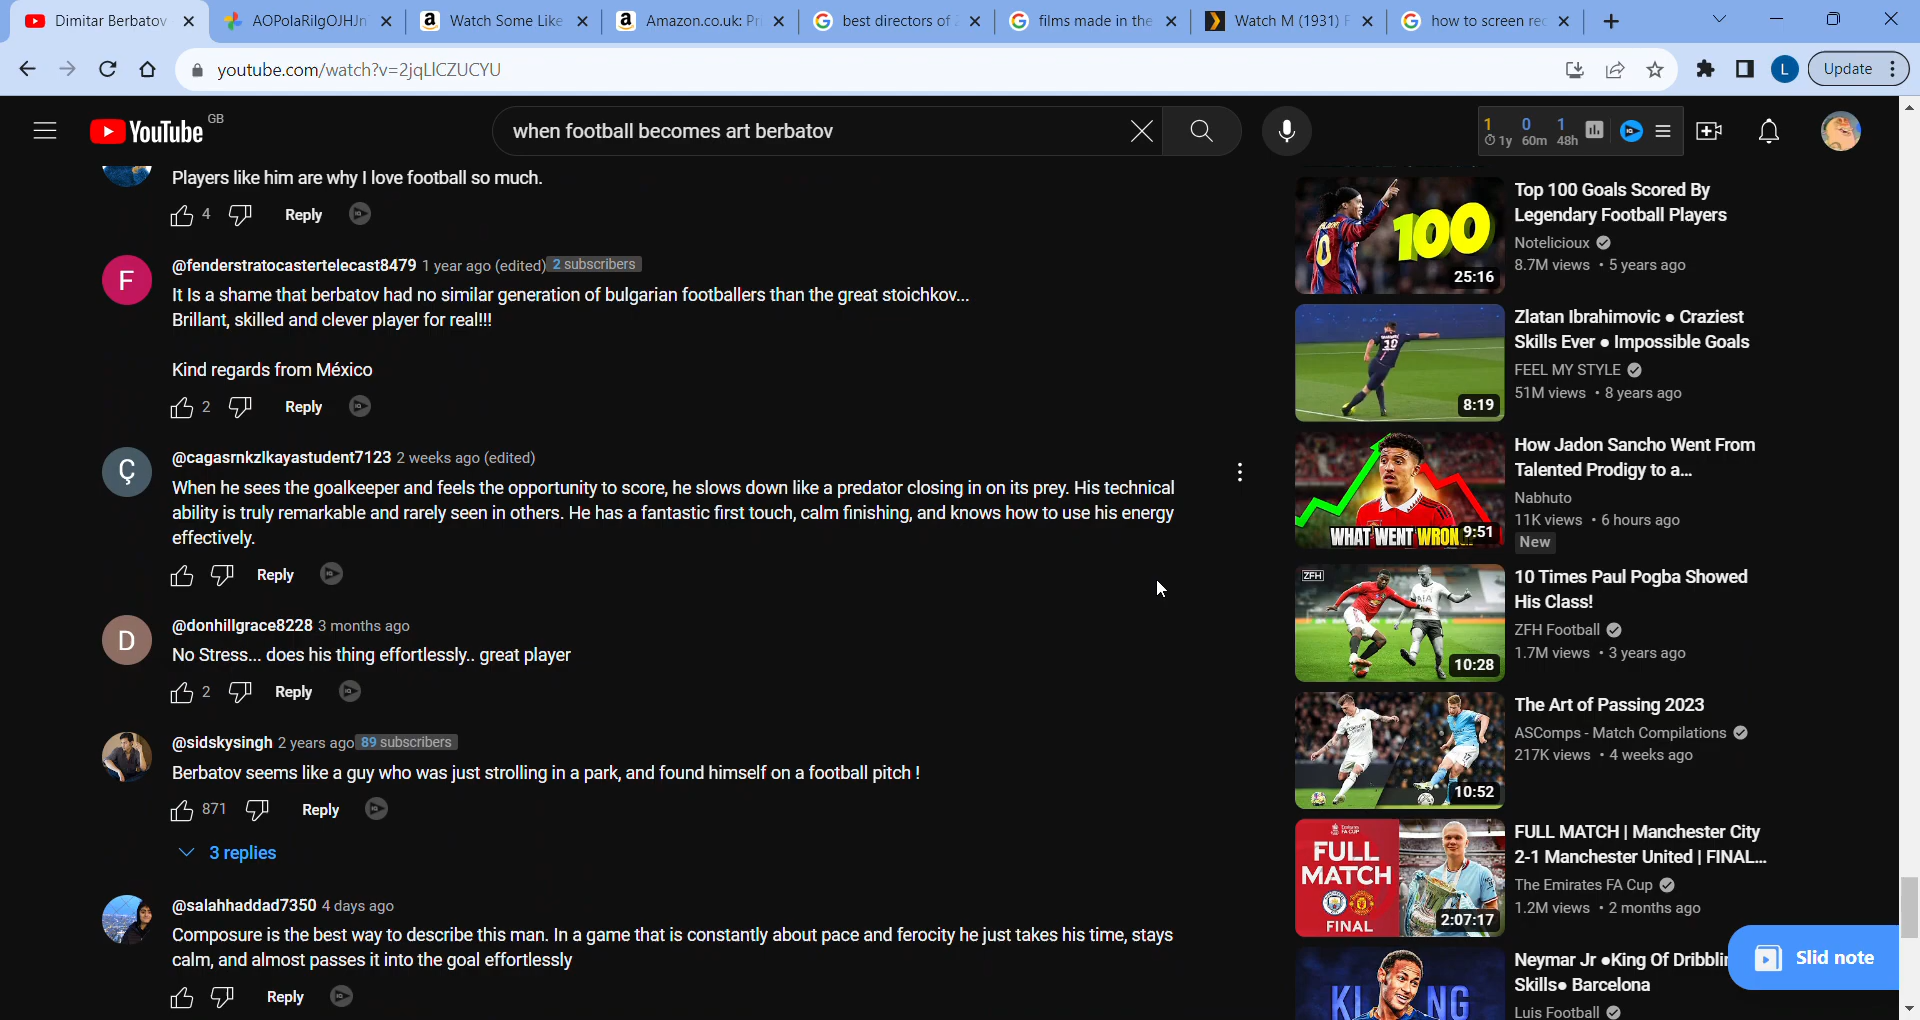 Dimitar Berbatov
AOPolaRilgOJHJn
Watch Some Like
Amazon.co.uk: Pr
best directors of
films made in the
Watch M (1931) F
how to screen rec
youtube.com/watch?v=2jqLICZUCYU
L
Update
YouTube GB
when football becomes art berbatov
1 0 1
1y 60m 48h
Players like him are why I love football so much.
4 Reply
F
@fenderstratocastertelecast8479 1 year ago (edited) 2 subscribers
It Is a shame that berbatov had no similar generation of bulgarian footballers than the great stoichkov...
Brillant, skilled and clever player for real!!!
Kind regards from México
2 Reply
Ç
@cagasrnkzlkayastudent7123 2 weeks ago (edited)
When he sees the goalkeeper and feels the opportunity to score, he slows down like a predator closing in on its prey. His technical
ability is truly remarkable and rarely seen in others. He has a fantastic first touch, calm finishing, and knows how to use his energy
effectively.
Reply
D
@donhillgrace8228 3 months ago
No Stress... does his thing effortlessly.. great player
2 Reply
@sidskysingh 2 years ago 89 subscribers
Berbatov seems like a guy who was just strolling in a park, and found himself on a football pitch !
871 Reply
3 replies
@salahhaddad7350 4 days ago
Composure is the best way to describe this man. In a game that is constantly about pace and ferocity he just takes his time, stays
calm, and almost passes it into the goal effortlessly
Reply
100
10
25:16
Top 100 Goals Scored By
Legendary Football Players
Notelicioux
8.7M views • 5 years ago
10
8:19
Zlatan Ibrahimovic • Craziest
Skills Ever • Impossible Goals
FEEL MY STYLE
51M views • 8 years ago
WHAT WENT WRON
9:51
How Jadon Sancho Went From
Talented Prodigy to a...
Nabhuto
11K views • 6 hours ago
New
ZFH
AIA
10:28
10 Times Paul Pogba Showed
His Class!
ZFH Football
1.7M views • 3 years ago
10:52
The Art of Passing 2023
ASComps - Match Compilations
217K views • 4 weeks ago
Emirates
FA CUP
FULL
MATCH
FINAL
2:07:17
FULL MATCH | Manchester City
2-1 Manchester United | FINAL...
The Emirates FA Cup
1.2M views • 2 months ago
KI NG
Neymar Jr •King Of Dribblin
Skills• Barcelona
Luis Football
Slid note